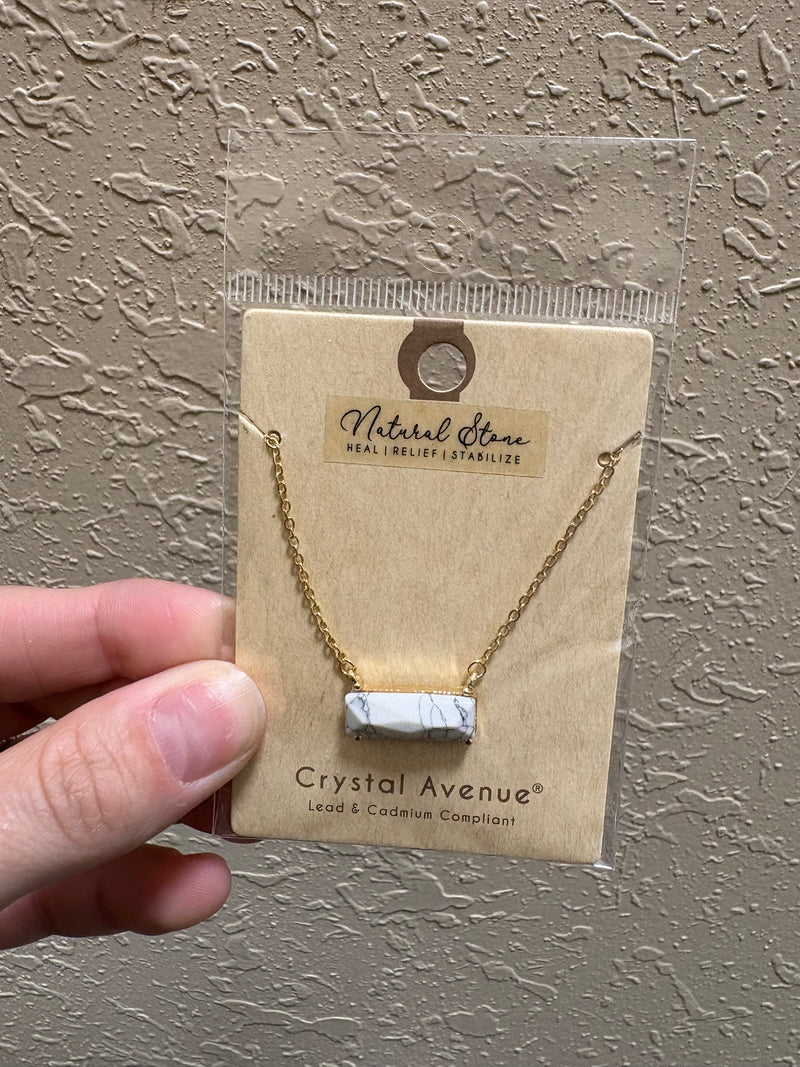 Natural Stone
HEAL | RELIEF | STABILIZE
Crystal Avenue®
Lead & Cadmium Compliant